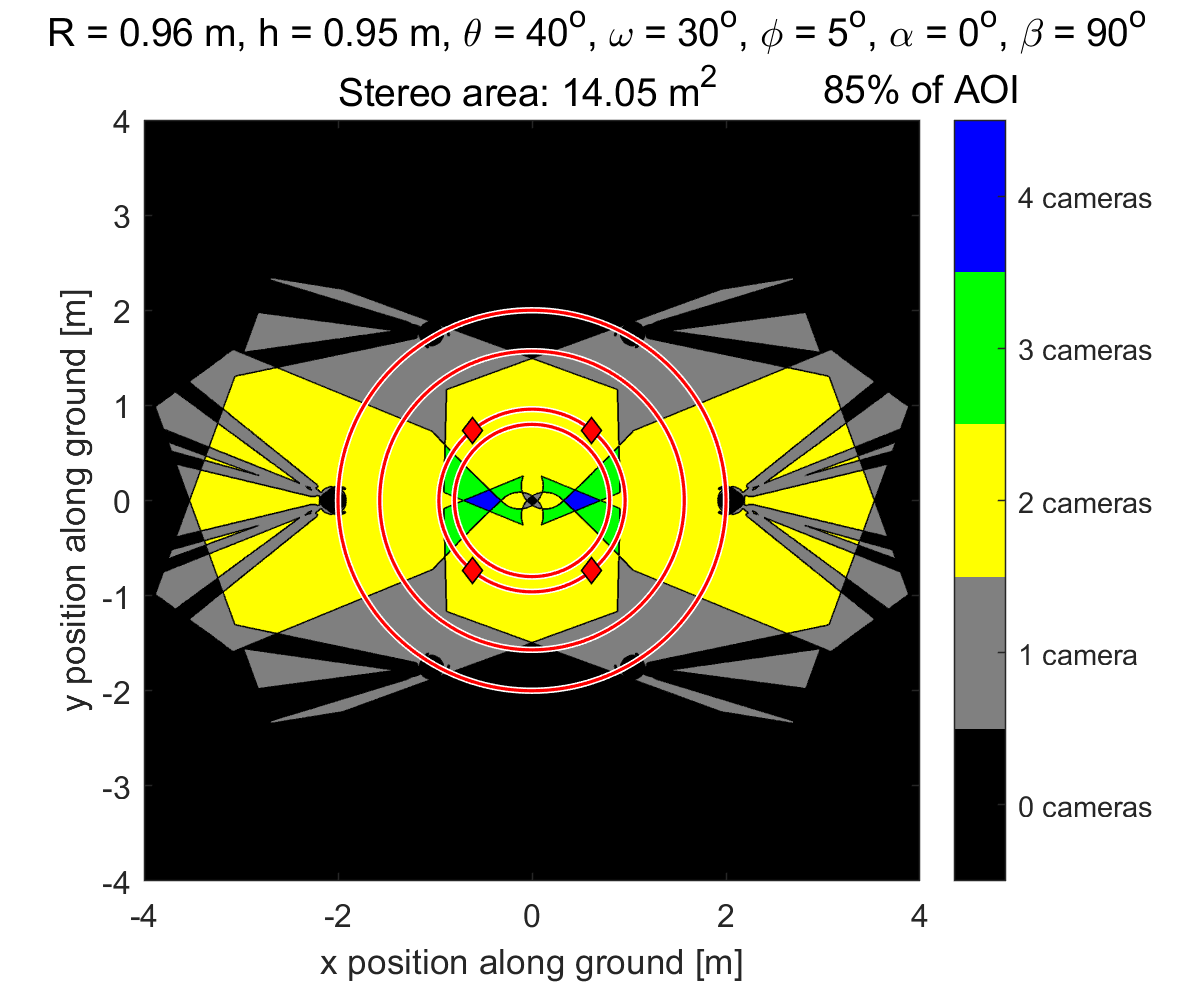 R = 0.96 m, h = 0.95 m, θ = 40°, ω = 30°, ϕ = 5°, α = 0°, β = 90°
Stereo area: 14.05 m² 85% of AOI
4
3
2
1
0
-1
-2
-3
-4
-4 -2 0 2 4
x position along ground [m]
y position along ground [m]
4 cameras
3 cameras
2 cameras
1 camera
0 cameras